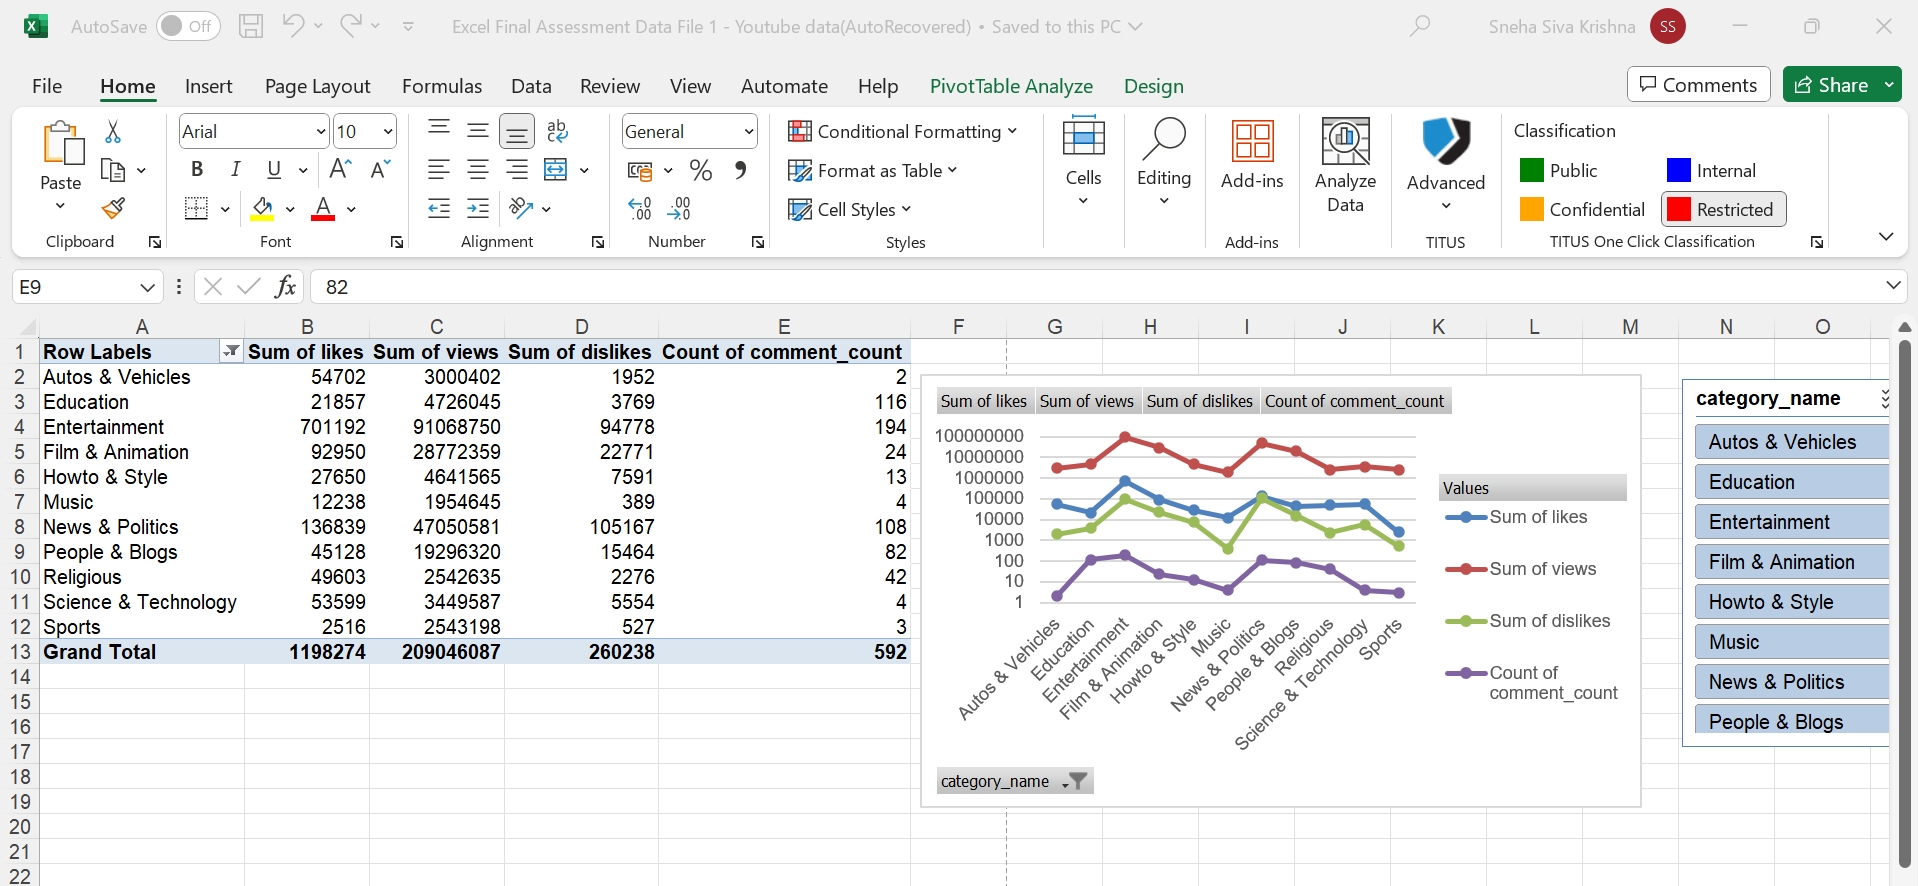 AutoSave Off Excel Final Assessment Data File 1 - Youtube data(AutoRecovered) • Saved to this PC Sneha Siva Krishna SS
File Home Insert Page Layout Formulas Data Review View Automate Help PivotTable Analyze Design Comments Share
Paste
Clipboard
Arial 10
B I U A A
A
Font
ab
Alignment
General
% 9
.00 .00
Number
Conditional Formatting
Format as Table
Cell Styles
Styles
Cells
Editing
Add-ins
Add-ins
Analyze
Data
Advanced
TITUS
Classification
Public Internal
Confidential Restricted
TITUS One Click Classification
E9 fx 82
A B C D E F G H I J K L M N O
1 Row Labels Sum of likes Sum of views Sum of dislikes Count of comment_count
2 Autos & Vehicles 54702 3000402 1952 2
3 Education 21857 4726045 3769 116
4 Entertainment 701192 91068750 94778 194
5 Film & Animation 92950 28772359 22771 24
6 Howto & Style 27650 4641565 7591 13
7 Music 12238 1954645 389 4
8 News & Politics 136839 47050581 105167 108
9 People & Blogs 45128 19296320 15464 82
10 Religious 49603 2542635 2276 42
11 Science & Technology 53599 3449587 5554 4
12 Sports 2516 2543198 527 3
13 Grand Total 1198274 209046087 260238 592
14
15
16
17
18
19
20
21
22
Sum of likes Sum of views Sum of dislikes Count of comment_count
100000000
10000000
1000000
100000
10000
1000
100
10
1
Autos & Vehicles
Education
Entertainment
Film & Animation
Howto & Style
Music
News & Politics
People & Blogs
Religious
Science & Technology
Sports
Values
Sum of likes
Sum of views
Sum of dislikes
Count of
comment_count
category_name
category_name
Autos & Vehicles
Education
Entertainment
Film & Animation
Howto & Style
Music
News & Politics
People & Blogs